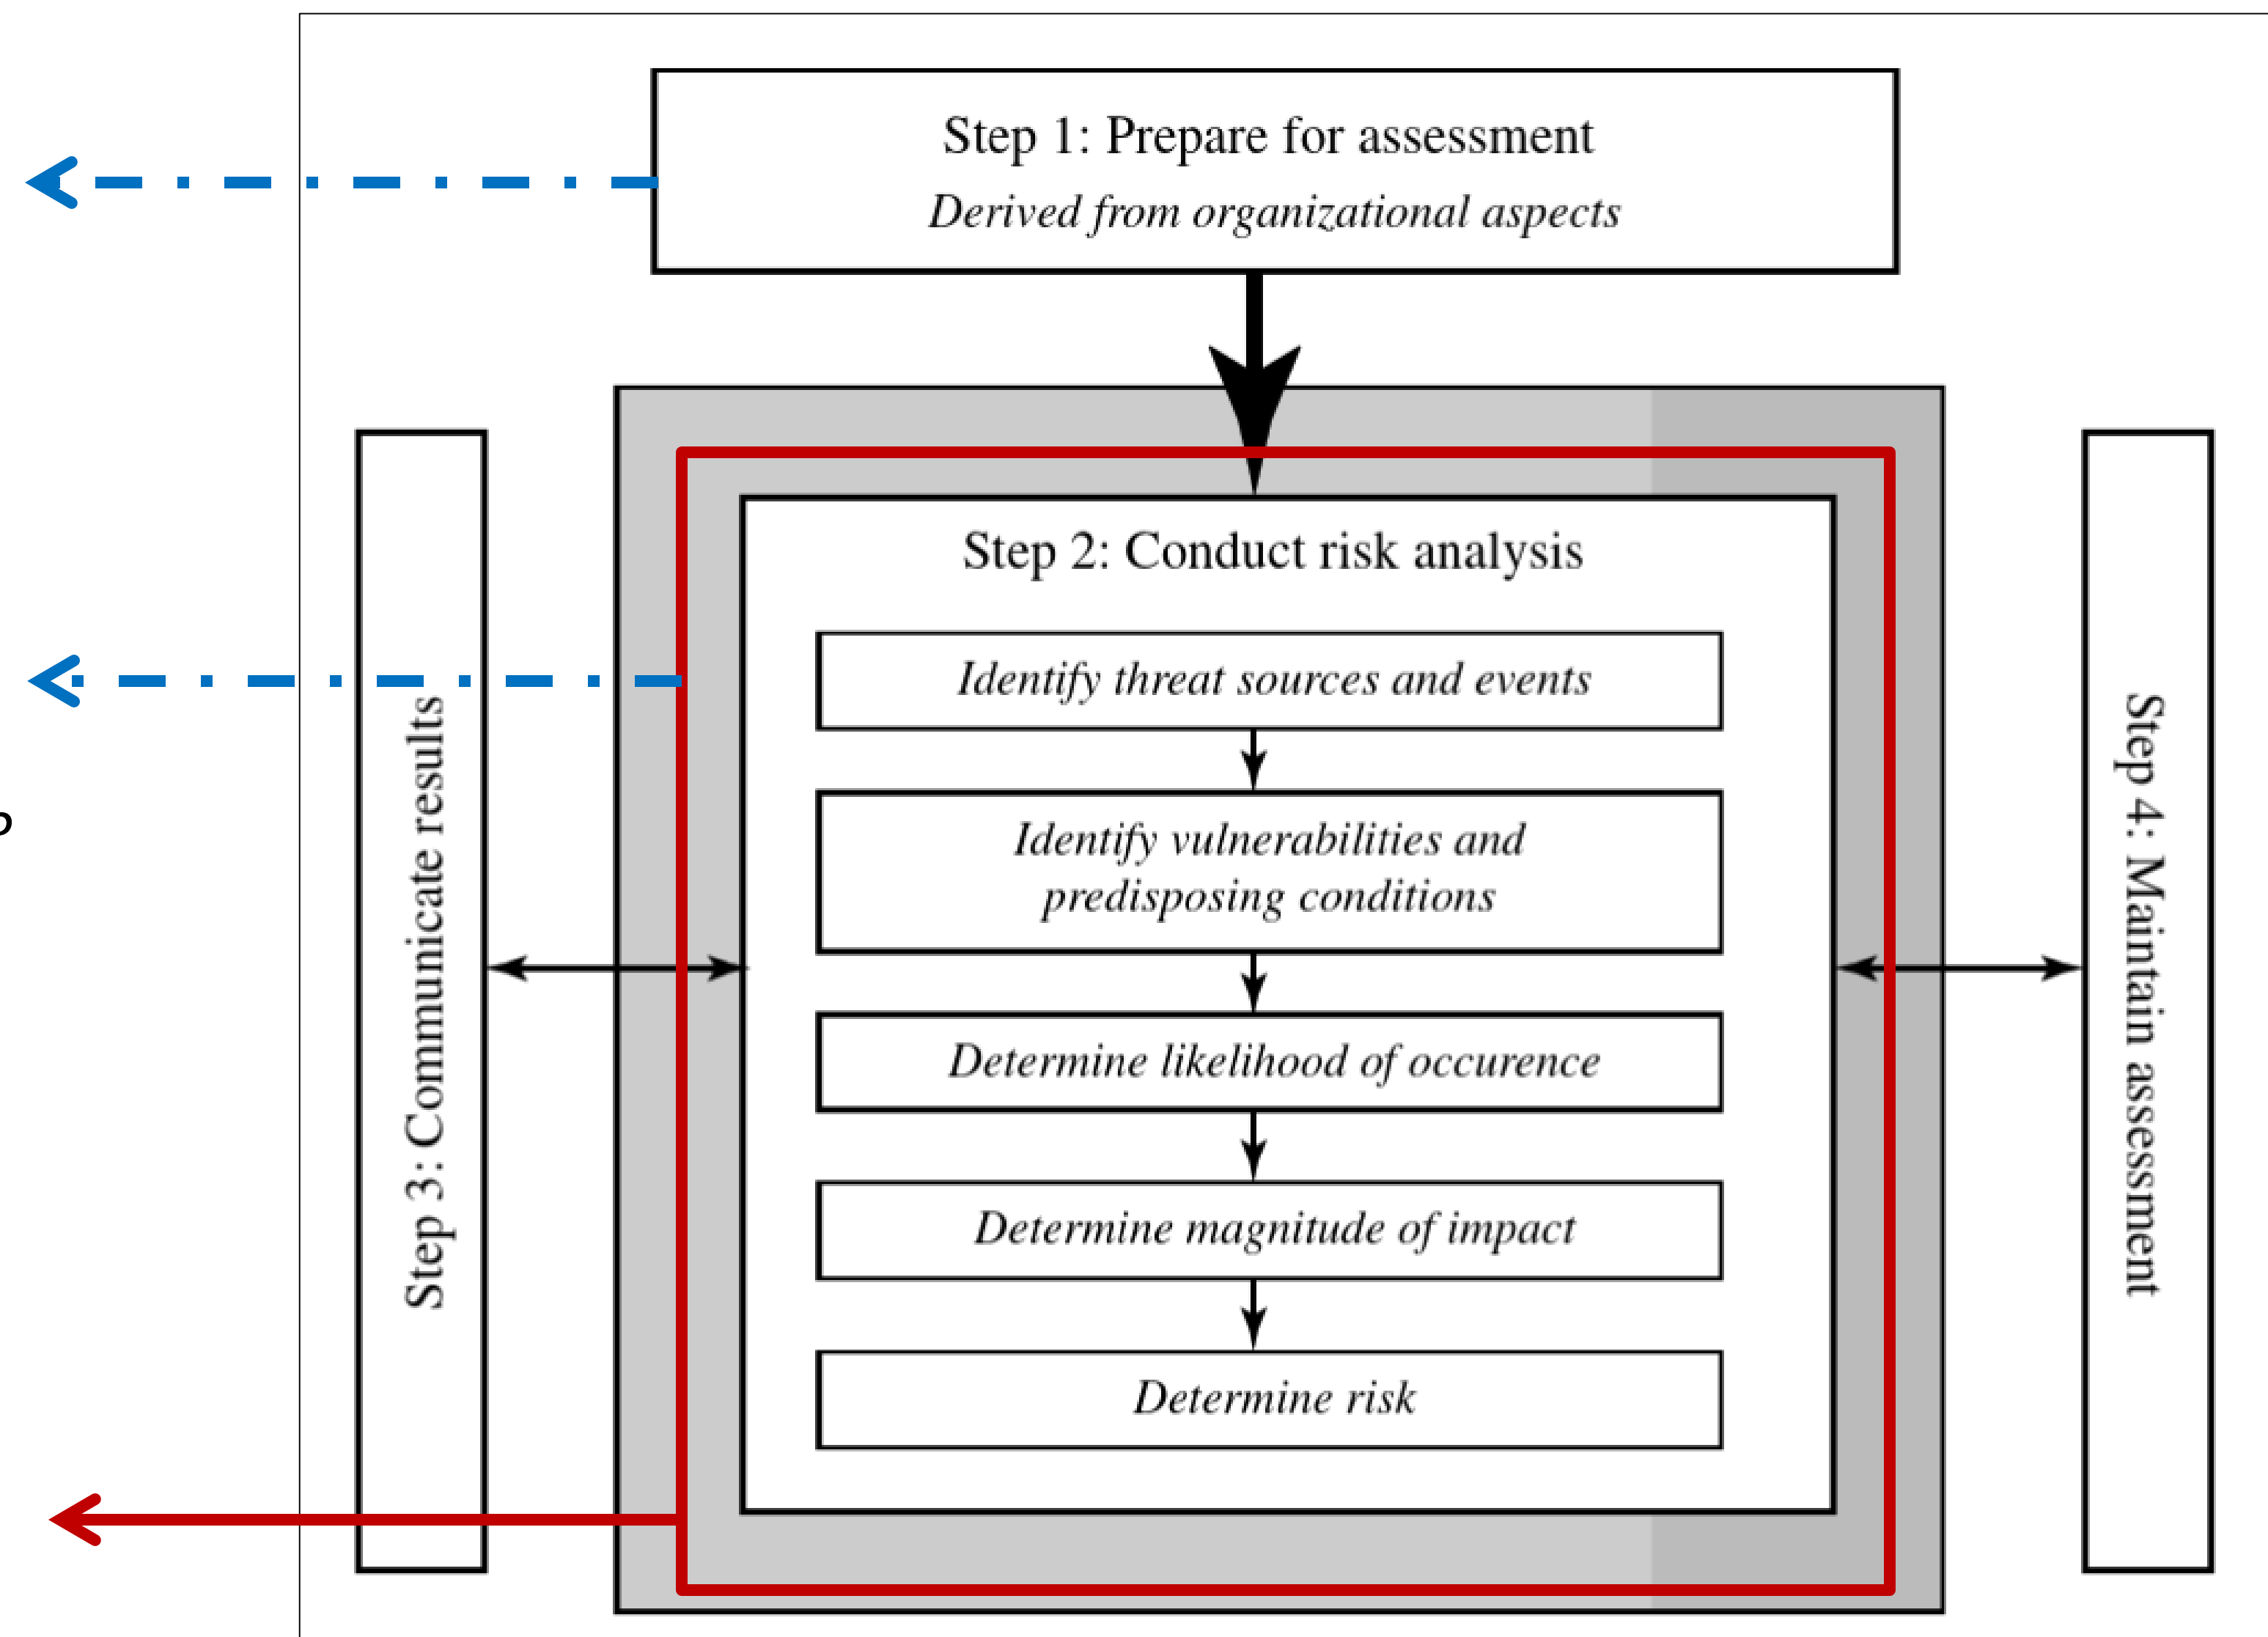 Step 1: Prepare for assessment
Derived from organizational aspects
Step 2: Conduct risk analysis
Identify threat sources and events
Identify vulnerabilities and
predisposing conditions
Determine likelihood of occurence
Determine magnitude of impact
Determine risk
Step 3: Communicate results
Step 4: Maintain assessment